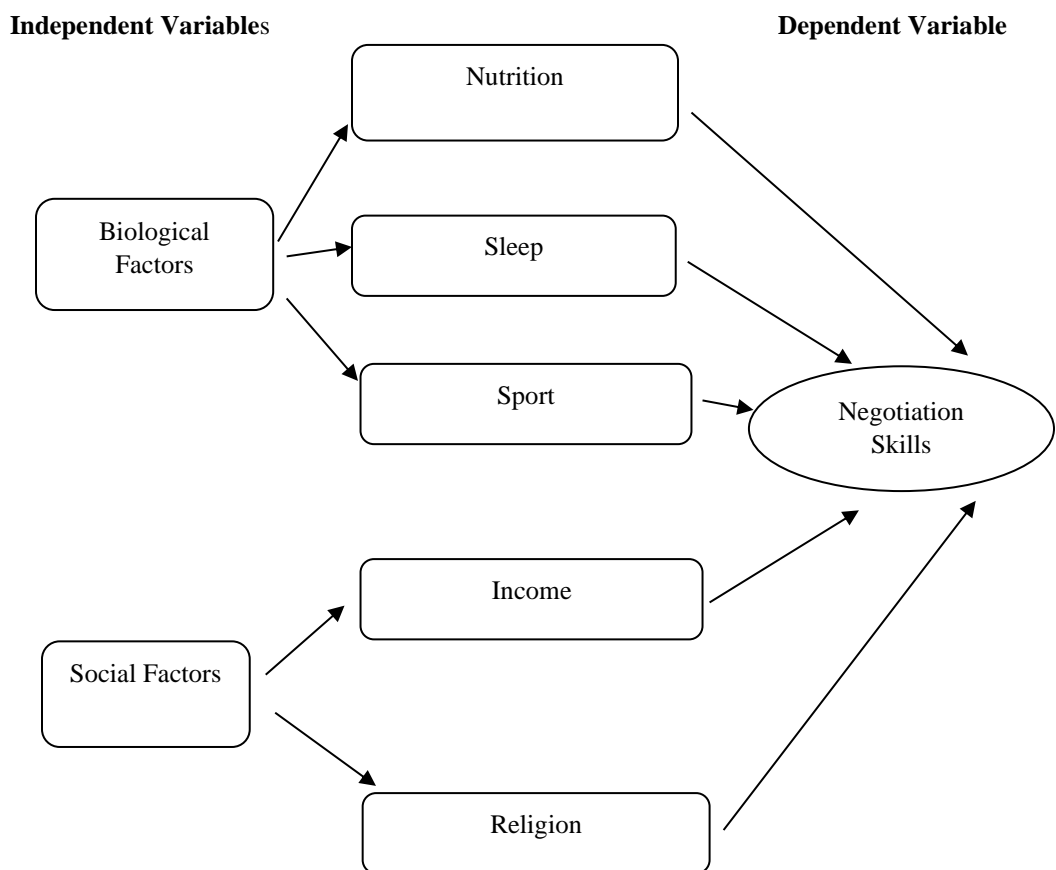 Independent Variables
Dependent Variable
Nutrition
Biological
Factors
Sleep
Sport
Negotiation
Skills
Income
Social Factors
Religion